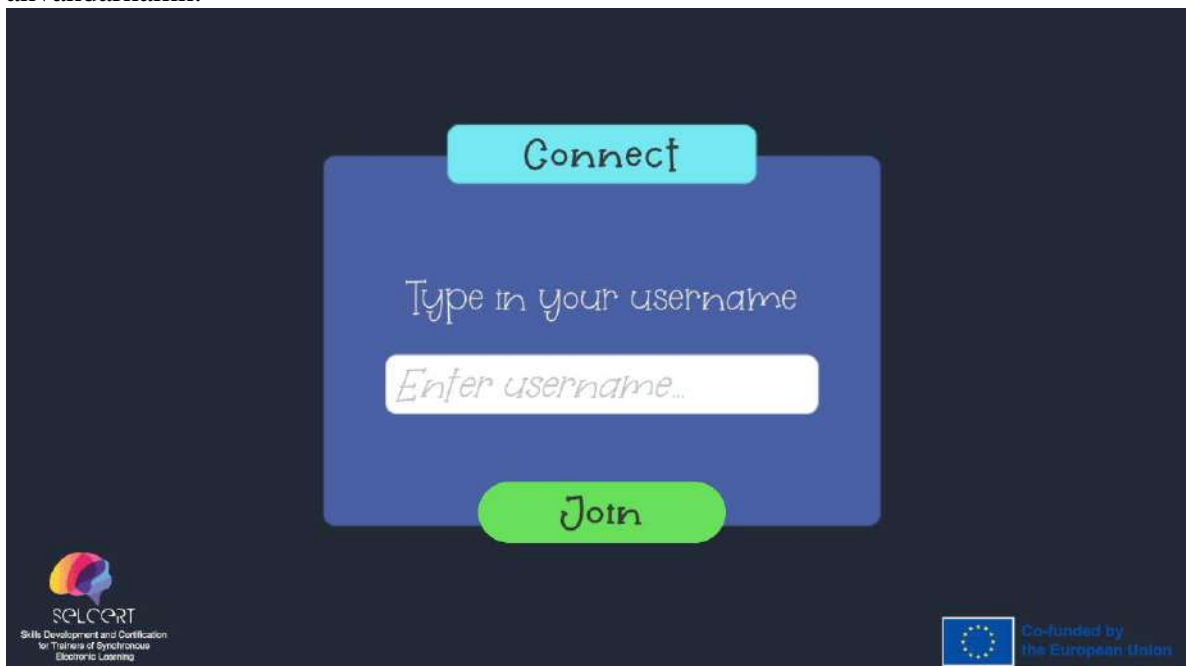 Connect
Type in your username
Enter username...
Join
SELCERT
Skills Development and Certification
for Trainers of Synchronous
Electronic Learning
Co-funded by
the European Union